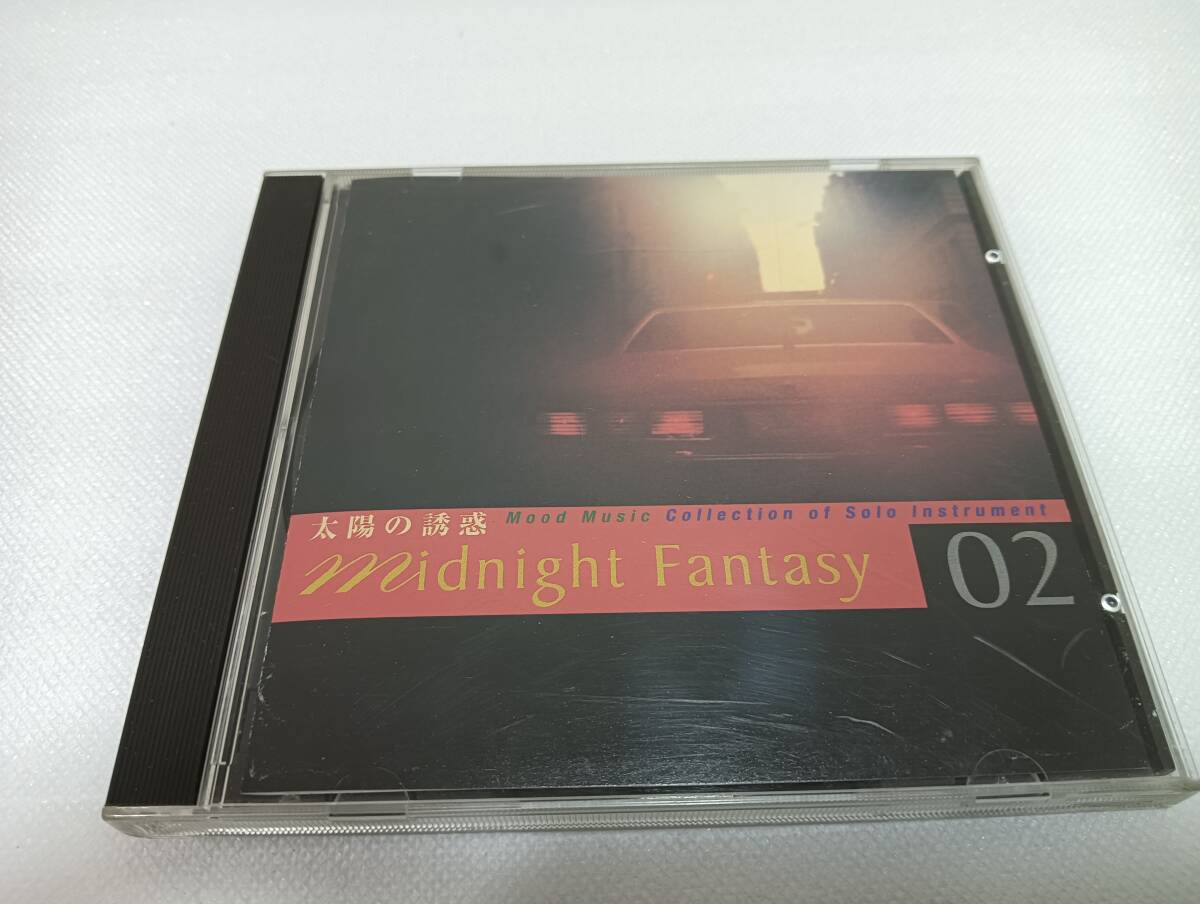 太陽の誘惑 Mood Music Collection of Solo Instrument
Midnight Fantasy 02